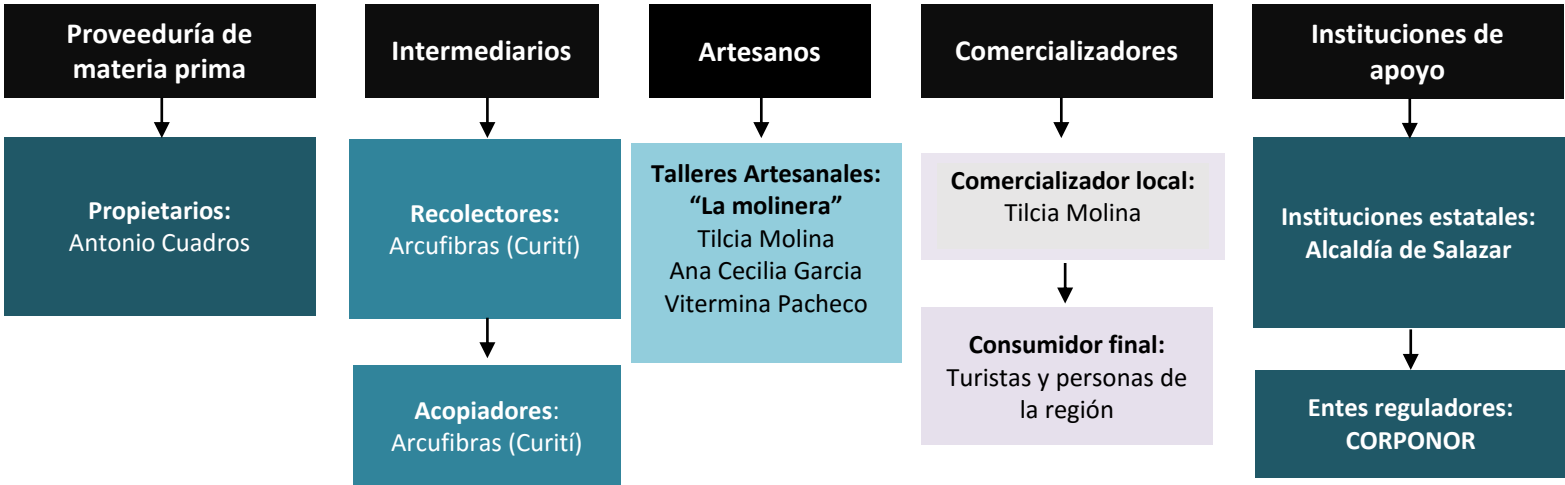 Proveeduría de
materia prima
Intermediarios
Artesanos
Comercializadores
Instituciones de
apoyo
Propietarios:
Antonio Cuadros
Recolectores:
Arcufibras (Curití)
Acopiadores:
Arcufibras (Curití)
Talleres Artesanales:
“La molinera”
Tilcia Molina
Ana Cecilia Garcia
Vitermina Pacheco
Comercializador local:
Tilcia Molina
Consumidor final:
Turistas y personas de
la región
Instituciones estatales:
Alcaldía de Salazar
Entes reguladores:
CORPONOR